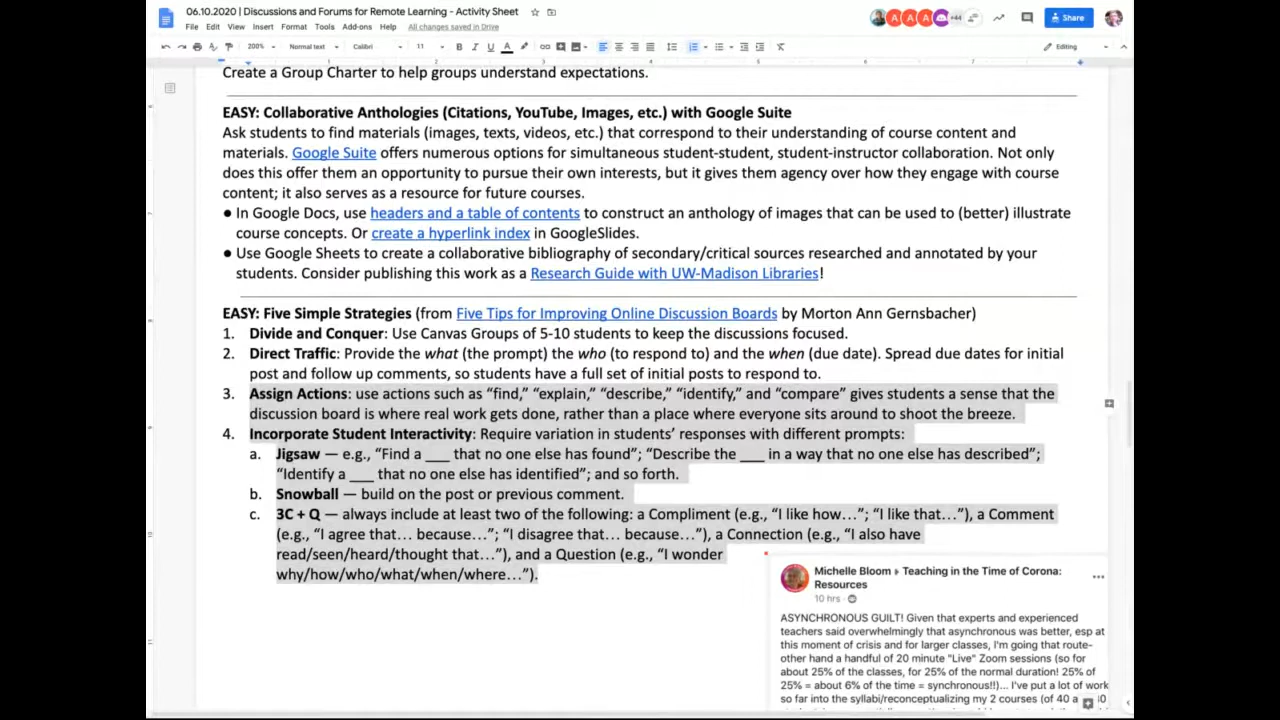 06.10.2020 | Discussions and Forums for Remote Learning - Activity Sheet
File Edit View Insert Format Tools Add-ons Help All changes saved in Drive
A A A +44 Share
200% Normal text Calibri 11 B I U A Editing
Create a Group Charter to help groups understand expectations.
EASY: Collaborative Anthologies (Citations, YouTube, Images, etc.) with Google Suite
Ask students to find materials (images, texts, videos, etc.) that correspond to their understanding of course content and
materials. Google Suite offers numerous options for simultaneous student-student, student-instructor collaboration. Not only
does this offer them an opportunity to pursue their own interests, but it gives them agency over how they engage with course
content; it also serves as a resource for future courses.
● In Google Docs, use headers and a table of contents to construct an anthology of images that can be used to (better) illustrate
course concepts. Or create a hyperlink index in GoogleSlides.
● Use Google Sheets to create a collaborative bibliography of secondary/critical sources researched and annotated by your
students. Consider publishing this work as a Research Guide with UW-Madison Libraries!
EASY: Five Simple Strategies (from Five Tips for Improving Online Discussion Boards by Morton Ann Gernsbacher)
1. Divide and Conquer: Use Canvas Groups of 5-10 students to keep the discussions focused.
2. Direct Traffic: Provide the what (the prompt) the who (to respond to) and the when (due date). Spread due dates for initial
post and follow up comments, so students have a full set of initial posts to respond to.
3. Assign Actions: use actions such as “find,” “explain,” “describe,” “identify,” and “compare” gives students a sense that the
discussion board is where real work gets done, rather than a place where everyone sits around to shoot the breeze.
4. Incorporate Student Interactivity: Require variation in students’ responses with different prompts:
a. Jigsaw — e.g., “Find a ___ that no one else has found”; “Describe the ___ in a way that no one else has described”;
“Identify a ___ that no one else has identified”; and so forth.
b. Snowball — build on the post or previous comment.
c. 3C + Q — always include at least two of the following: a Compliment (e.g., “I like how…”; “I like that…”), a Comment
(e.g., “I agree that… because…”; “I disagree that… because…”), a Connection (e.g., “I also have
read/seen/heard/thought that…”), and a Question (e.g., “I wonder
why/how/who/what/when/where…”).
Michelle Bloom ▸ Teaching in the Time of Corona:
Resources
10 hrs
ASYNCHRONOUS GUILT! Given that experts and experienced
teachers said overwhelmingly that asynchronous was better, esp at
this moment of crisis and for larger classes, I'm going that route-
other hand a handful of 20 minute "Live" Zoom sessions (so for
about 25% of the classes, for 25% of the normal duration! 25% of
25% = about 6% of the time = synchronous!!)... I've put a lot of work
so far into the syllabi/reconceptualizing my 2 courses (of 40 a